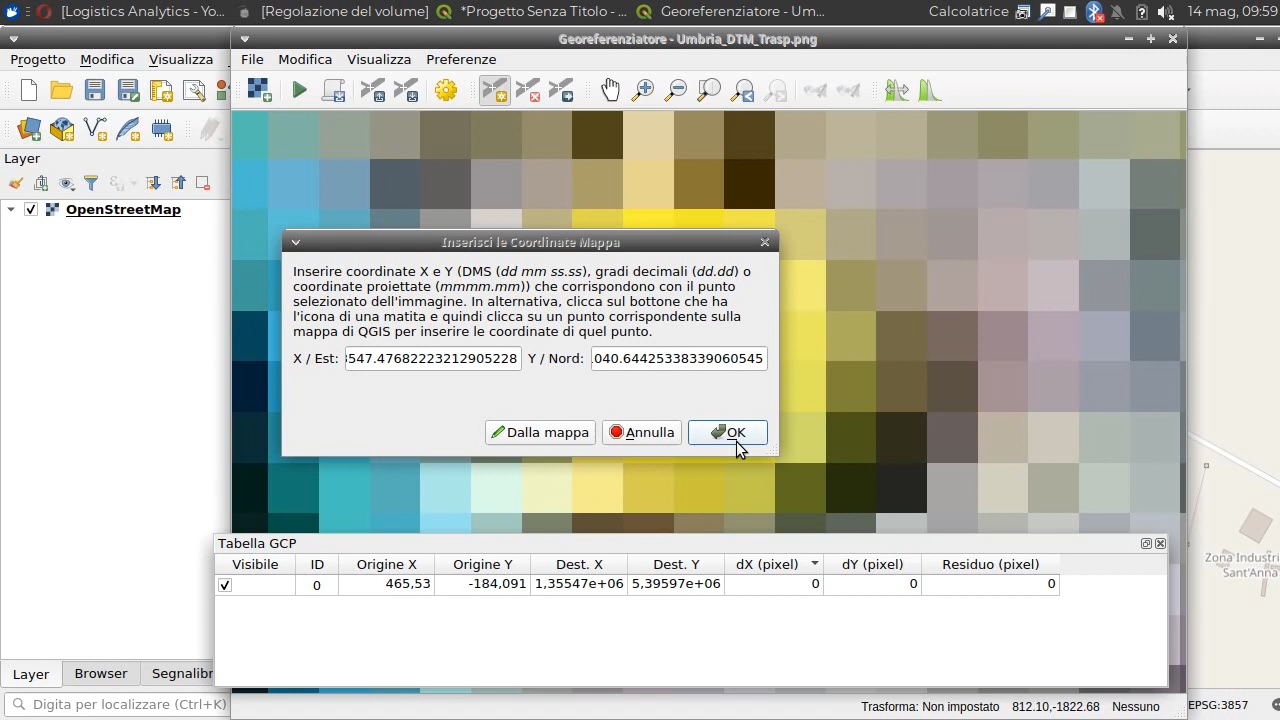 [Logistics Analytics - Yo...
[Regolazione del volume]
*Progetto Senza Titolo - ...
Georeferenziatore - Um...
Calcolatrice
14 mag, 09:59
Georeferenziatore - Umbria_DTM_Trasp.png
Progetto Modifica Visualizza
File Modifica Visualizza Preferenze
Layer
OpenStreetMap
Inserisci le Coordinate Mappa
Inserire coordinate X e Y (DMS (dd mm ss.ss), gradi decimali (dd.dd) o
coordinate proiettate (mmmm.mm)) che corrispondono con il punto
selezionato dell'immagine. In alternativa, clicca sul bottone che ha
l'icona di una matita e quindi clicca su un punto corrispondente sulla
mappa di QGIS per inserire le coordinate di quel punto.
X / Est: 3547.47682223212905228 Y / Nord: 040.64425338339060545
Dalla mappa Annulla OK
Tabella GCP
Visibile ID Origine X Origine Y Dest. X Dest. Y dX (pixel) dY (pixel) Residuo (pixel)
0 465,53 -184,091 1,35547e+06 5,39597e+06 0 0 0
Zona Industri
Sant'Anna
Layer Browser Segnalibr
Digita per localizzare (Ctrl+K)
Trasforma: Non impostato 812.10,-1822.68 Nessuno
EPSG:3857